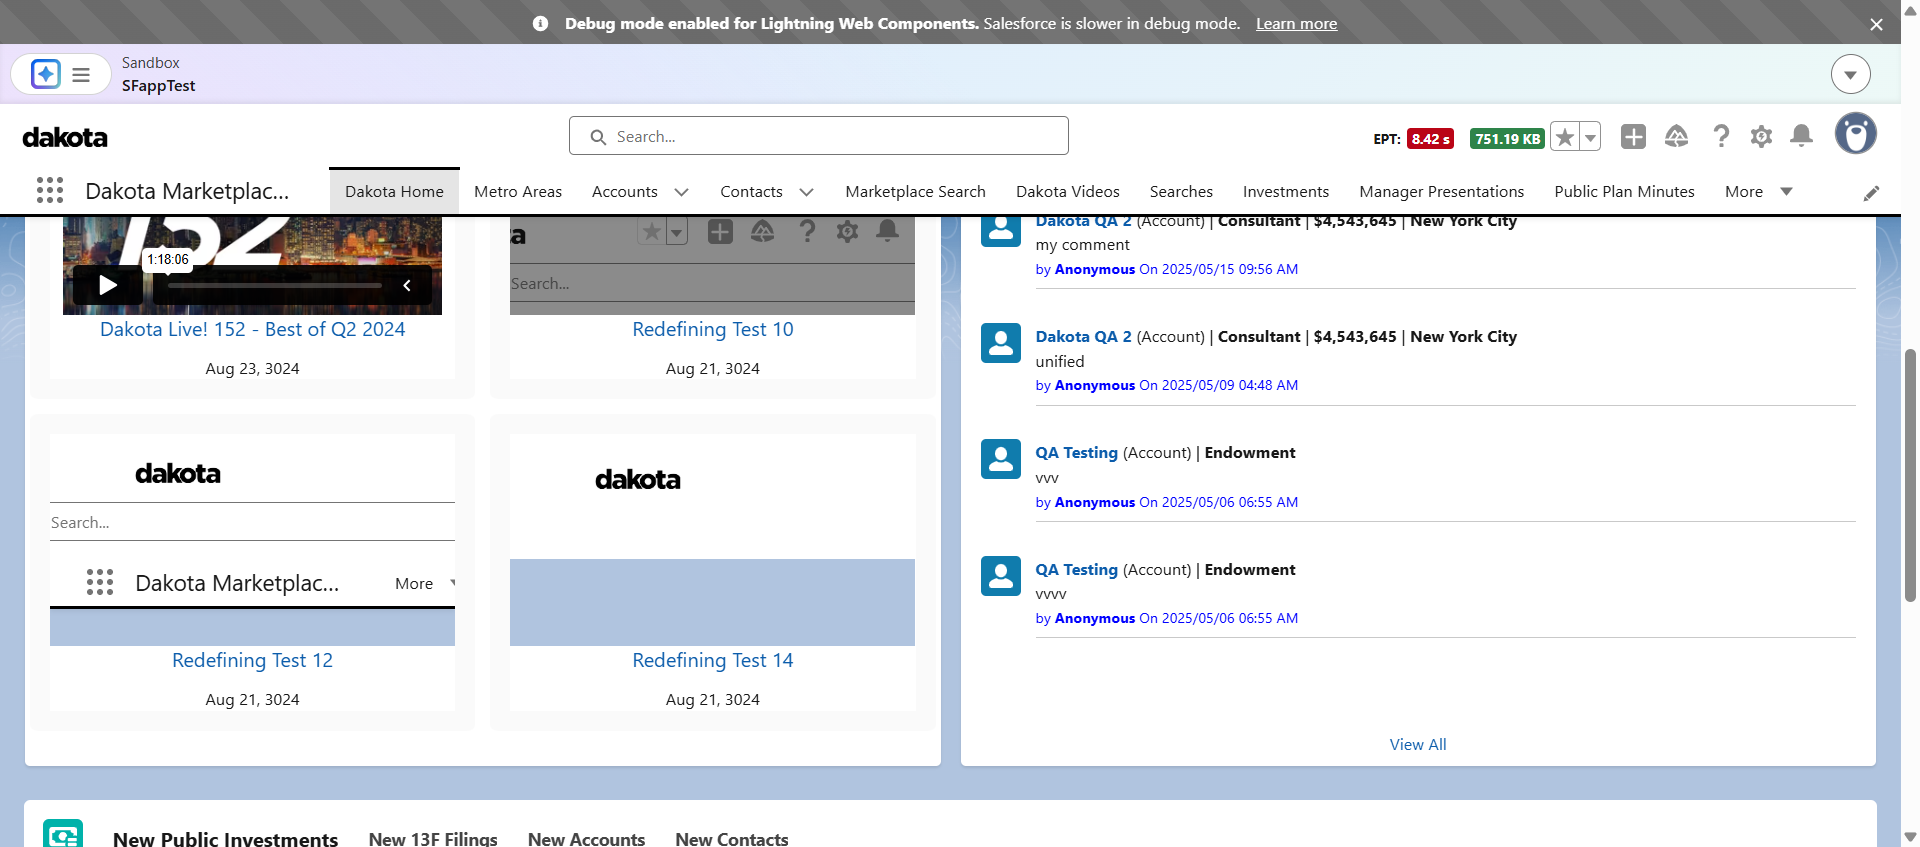 Debug mode enabled for Lightning Web Components. Salesforce is slower in debug mode. Learn more
Sandbox
SFappTest
dakota
Search...
EPT: 8.42 s 751.19 KB
Dakota Marketplac...
Dakota Home Metro Areas Accounts Contacts Marketplace Search Dakota Videos Searches Investments Manager Presentations Public Plan Minutes More
152
1:18:06
Dakota Live! 152 - Best of Q2 2024
Aug 23, 3024
Search...
Redefining Test 10
Aug 21, 3024
dakota
Search...
Dakota Marketplac... More
Redefining Test 12
Aug 21, 3024
dakota
Redefining Test 14
Aug 21, 3024
Dakota QA 2 (Account) | Consultant | $4,543,645 | New York City
my comment
by Anonymous On 2025/05/15 09:56 AM
Dakota QA 2 (Account) | Consultant | $4,543,645 | New York City
unified
by Anonymous On 2025/05/09 04:48 AM
QA Testing (Account) | Endowment
vvv
by Anonymous On 2025/05/06 06:55 AM
QA Testing (Account) | Endowment
vvvv
by Anonymous On 2025/05/06 06:55 AM
View All
New Public Investments New 13F Filings New Accounts New Contacts